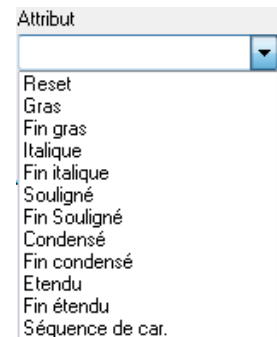 Attribut
Reset
Gras
Fin gras
Italique
Fin italique
Souligné
Fin Souligné
Condensé
Fin condensé
Etendu
Fin étendu
Séquence de car.